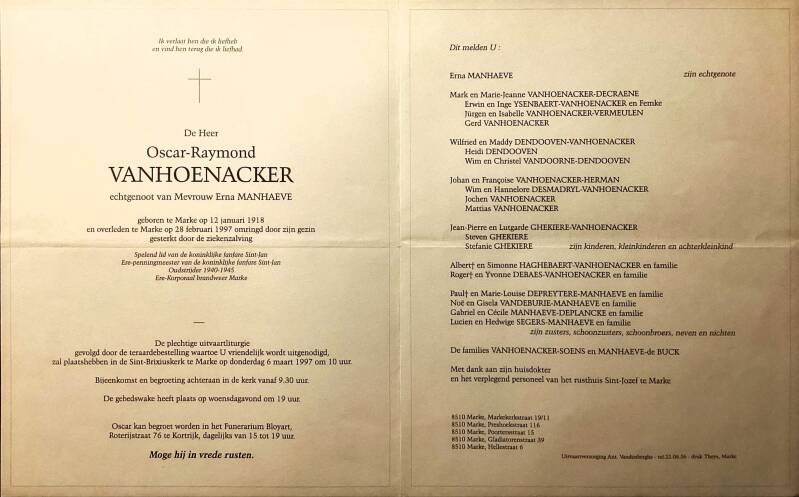 Ik verlaat hen die ik liefheb
en vind hen terug die ik liefhad.
De Heer
Oscar-Raymond
VANHOENACKER
echtgenoot van Mevrouw Erna MANHAEVE
geboren te Marke op 12 januari 1918
en overleden te Marke op 28 februari 1997 omringd door zijn gezin
gesterkt door de ziekenzalving
Spelend lid van de koninklijke fanfare Sint-Jan
Ere-penningmeester van de koninklijke fanfare Sint-Jan
Oudstrijder 1940-1945
Ere-Korporaal brandweer Marke
De plechtige uitvaartliturgie
gevolgd door de teraardebestelling waartoe U vriendelijk wordt uitgenodigd,
zal plaatshebben in de Sint-Brixiuskerk te Marke op donderdag 6 maart 1997 om 10 uur.
Bijeenkomst en begroeting achteraan in de kerk vanaf 9.30 uur.
De gebedswake heeft plaats op woensdagavond om 19 uur.
Oscar kan begroet worden in het Funerarium Bloyart,
Roterijstraat 76 te Kortrijk, dagelijks van 15 tot 19 uur.
Moge hij in vrede rusten.
Dit melden U :
Erna MANHAEVE zijn echtgenote
Mark en Marie-Jeanne VANHOENACKER-DECRAENE
Erwin en Inge YSENBAERT-VANHOENACKER en Femke
Jürgen en Isabelle VANHOENACKER-VERMEULEN
Gerd VANHOENACKER
Wilfried en Maddy DENDOOVEN-VANHOENACKER
Heidi DENDOOVEN
Wim en Christel VANDOORNE-DENDOOVEN
Johan en Françoise VANHOENACKER-HERMAN
Wim en Hannelore DESMADRYL-VANHOENACKER
Jochen VANHOENACKER
Mattias VANHOENACKER
Jean-Pierre en Lutgarde GHEKIERE-VANHOENACKER
Steven GHEKIERE
Stefanie GHEKIERE zijn kinderen, kleinkinderen en achterkleinkind
Albert† en Simonne HAGHEBAERT-VANHOENACKER en familie
Roger† en Yvonne DEBAES-VANHOENACKER en familie
Paul† en Marie-Louise DEPREYTERE-MANHAEVE en familie
Noë en Gisela VANDEBURIE-MANHAEVE en familie
Gabriel en Cécile MANHAEVE-DEPLANCKE en familie
Lucien en Hedwige SEGERS-MANHAEVE en familie
zijn zusters, schoonzusters, schoonbroers, neven en nichten
De families VANHOENACKER-SOENS en MANHAEVE-de BUCK
Met dank aan zijn huisdokter
en het verplegend personeel van het rusthuis Sint-Jozef te Marke
8510 Marke, Markekerkstraat 19/11
8510 Marke, Preshoekstraat 116
8510 Marke, Poortersstraat 15
8510 Marke, Gladiatorenstraat 39
8510 Marke, Hellestraat 6
Uitvaartverzorging Ant. Vandenberghe - tel.22.06.56 - druk Thers, Marke